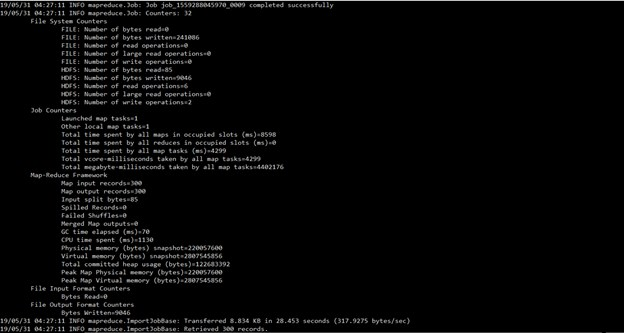 19/05/31 04:27:11 INFO mapreduce.Job: Job job_1559288045970_0009 completed successfully
19/05/31 04:27:11 INFO mapreduce.Job: Counters: 32
File System Counters
FILE: Number of bytes read=0
FILE: Number of bytes written=241086
FILE: Number of read operations=0
FILE: Number of large read operations=0
FILE: Number of write operations=0
HDFS: Number of bytes read=85
HDFS: Number of bytes written=9046
HDFS: Number of read operations=6
HDFS: Number of large read operations=0
HDFS: Number of write operations=2
Job Counters
Launched map tasks=1
Other local map tasks=1
Total time spent by all maps in occupied slots (ms)=8598
Total time spent by all reduces in occupied slots (ms)=0
Total time spent by all map tasks (ms)=4299
Total vcore-milliseconds taken by all map tasks=4299
Total megabyte-milliseconds taken by all map tasks=4402176
Map-Reduce Framework
Map input records=300
Map output records=300
Input split bytes=85
Spilled Records=0
Failed Shuffles=0
Merged Map outputs=0
GC time elapsed (ms)=70
CPU time spent (ms)=1130
Physical memory (bytes) snapshot=220057600
Virtual memory (bytes) snapshot=2807545856
Total committed heap usage (bytes)=122683392
Peak Map Physical memory (bytes)=220057600
Peak Map Virtual memory (bytes)=2807545856
File Input Format Counters
Bytes Read=0
File Output Format Counters
Bytes Written=9046
19/05/31 04:27:11 INFO mapreduce.ImportJobBase: Transferred 8.834 KB in 28.453 seconds (317.9275 bytes/sec)
19/05/31 04:27:11 INFO mapreduce.ImportJobBase: Retrieved 300 records.